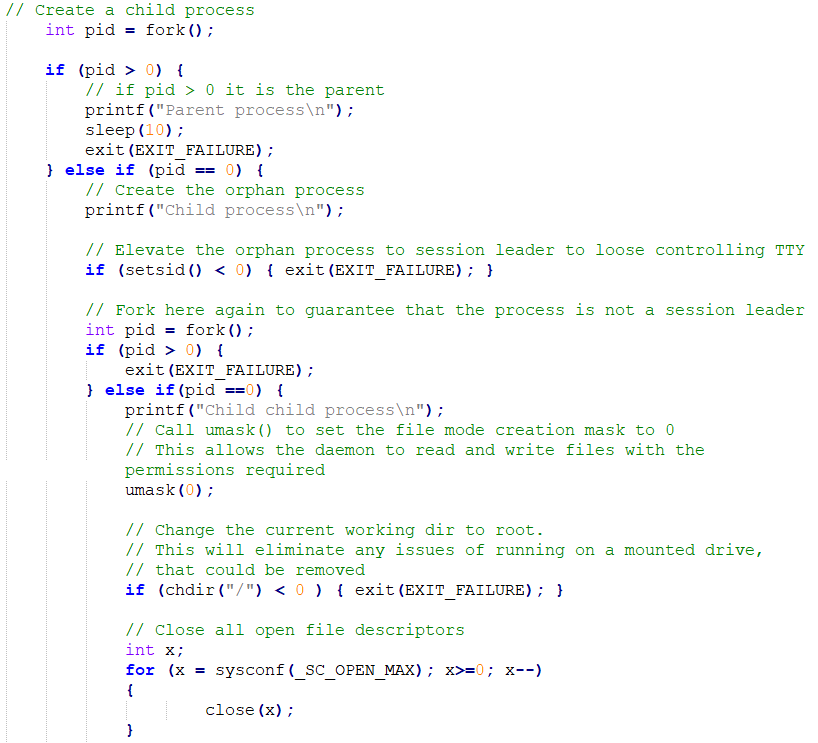 // Create a child process
    int pid = fork();

    if (pid > 0) {
        // if pid > 0 it is the parent
        printf("Parent process\n");
        sleep(10);
        exit(EXIT_FAILURE);
    } else if (pid == 0) {
        // Create the orphan process
        printf("Child process\n");

        // Elevate the orphan process to session leader to loose controlling TTY
        if (setsid() < 0) { exit(EXIT_FAILURE); }

        // Fork here again to guarantee that the process is not a session leader
        int pid = fork();
        if (pid > 0) {
            exit(EXIT_FAILURE);
        } else if(pid ==0) {
            printf("Child child process\n");
            // Call umask() to set the file mode creation mask to 0
            // This allows the daemon to read and write files with the
            permissions required
            umask(0);

            // Change the current working dir to root.
            // This will eliminate any issues of running on a mounted drive,
            // that could be removed
            if (chdir("/") < 0 ) { exit(EXIT_FAILURE); }

            // Close all open file descriptors
            int x;
            for (x = sysconf(_SC_OPEN_MAX); x>=0; x--)
            {
                    close(x);
            }